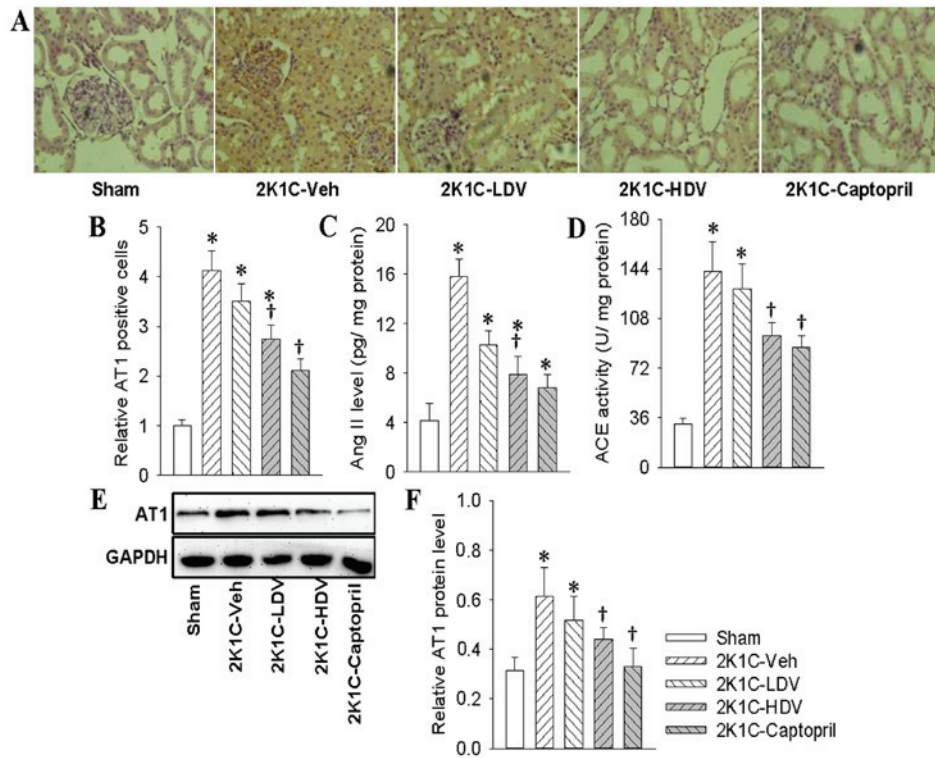 A
Sham 2K1C-Veh 2K1C-LDV 2K1C-HDV 2K1C-Captopril
B
Relative AT1 positive cells
5
4
3
2
1
0
* * * † †
C
Ang II level (pg/ mg protein)
20
16
12
8
4
0
* * * † *
D
ACE activity (U/ mg protein)
180
144
108
72
36
0
* * † †
E
AT1
GAPDH
Sham
2K1C-Veh
2K1C-LDV
2K1C-HDV
2K1C-Captopril
F
Relative AT1 protein level
1.0
0.8
0.6
0.4
0.2
0.0
* * † †
Sham
2K1C-Veh
2K1C-LDV
2K1C-HDV
2K1C-Captopril